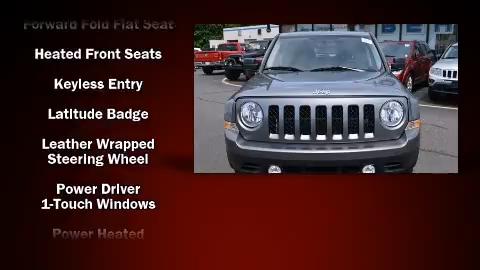 Forward Fold Flat Seat
Heated Front Seats
Keyless Entry
Latitude Badge
Leather Wrapped
Steering Wheel
Power Driver
1-Touch Windows
Power Heated
Jeep